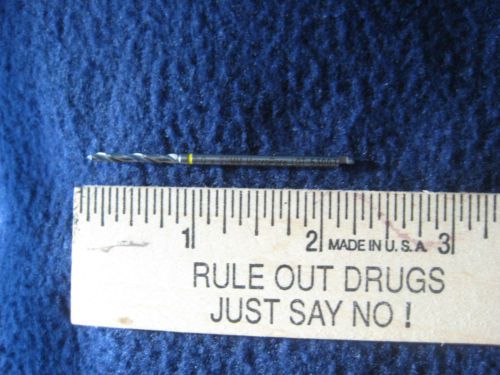 1 2 MADE IN U.S.A. 3
RULE OUT DRUGS
JUST SAY NO !